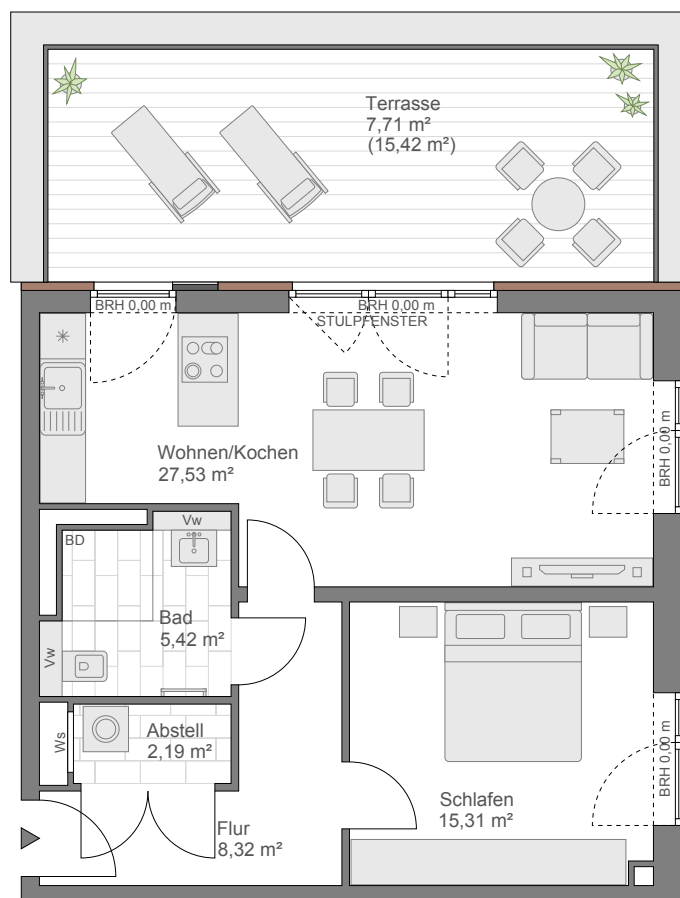 Terrasse
7,71 m²
(15,42 m²)
BRH 0,00 m
BRH 0,00 m
STULPFENSTER
Wohnen/Kochen
27,53 m²
BRH 0,00 m
Vw
BD
Bad
5,42 m²
Vw
Ws
Abstell
2,19 m²
BRH 0,00 m
Schlafen
15,31 m²
Flur
8,32 m²